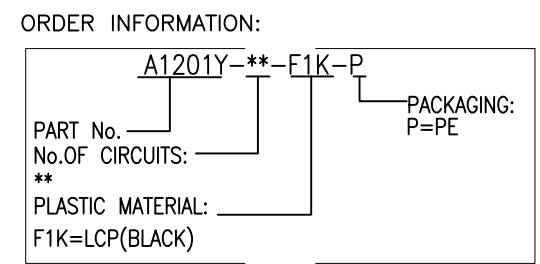 ORDER INFORMATION:
A1201Y-**-F1K-P
PACKAGING:
P=PE
PART No.
No.OF CIRCUITS:
**
PLASTIC MATERIAL:
F1K=LCP(BLACK)